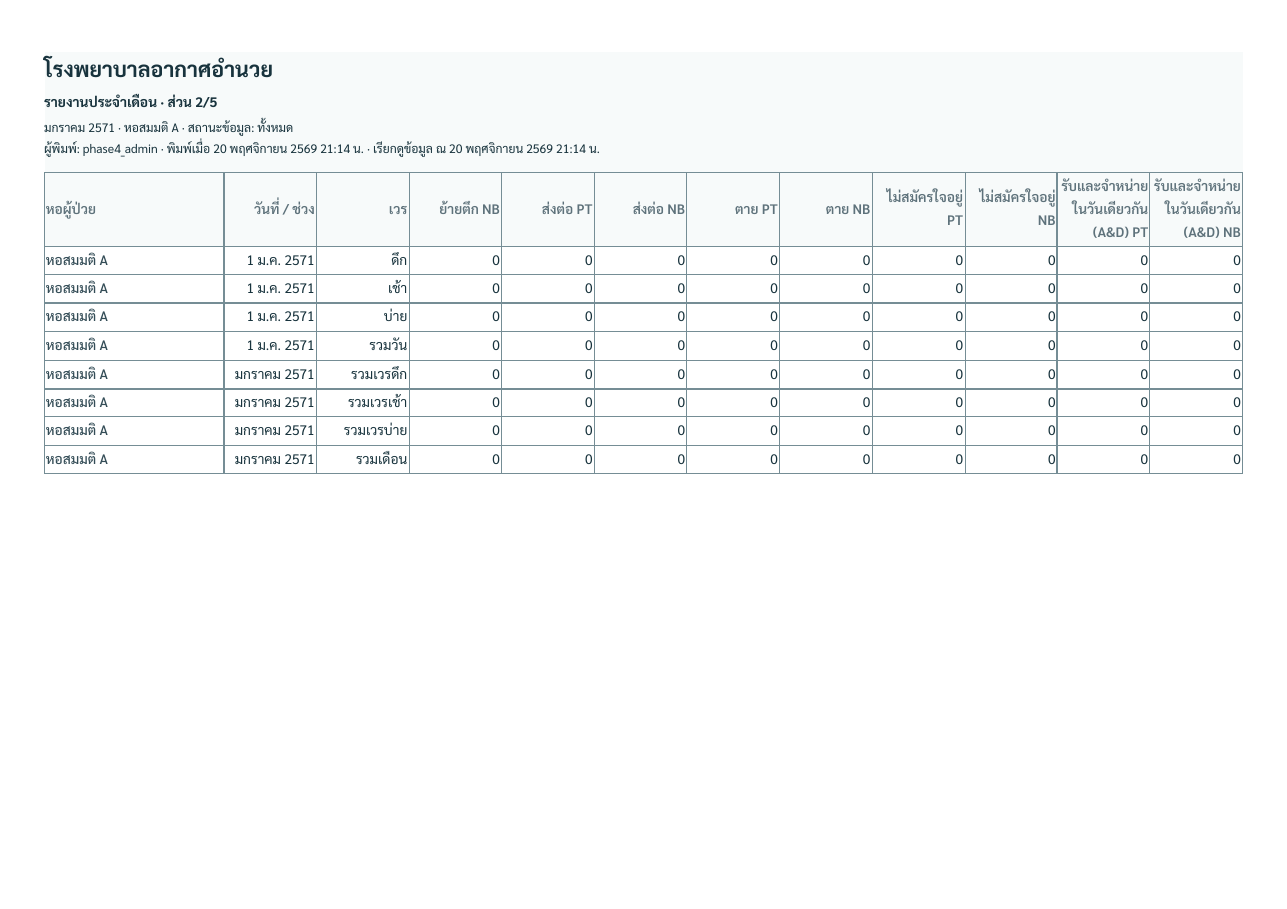 โรงพยาบาลอากาศอำนวย
รายงานประจำเดือน · ส่วน 2/5
มกราคม 2571 · หอสมมติ A · สถานะข้อมูล: ทั้งหมด
ผู้พิมพ์: phase4_admin · พิมพ์เมื่อ 20 พฤศจิกายน 2569 21:14 น. · เรียกดูข้อมูล ณ 20 พฤศจิกายน 2569 21:14 น.
หอผู้ป่วย วันที่ / ช่วง เวร ย้ายตึก NB ส่งต่อ PT ส่งต่อ NB ตาย PT ตาย NB ไม่สมัครใจอยู่ PT ไม่สมัครใจอยู่ NB รับและจำหน่ายในวันเดียวกัน (A&D) PT รับและจำหน่ายในวันเดียวกัน (A&D) NB
หอสมมติ A 1 ม.ค. 2571 ดึก 0 0 0 0 0 0 0 0 0
หอสมมติ A 1 ม.ค. 2571 เช้า 0 0 0 0 0 0 0 0 0
หอสมมติ A 1 ม.ค. 2571 บ่าย 0 0 0 0 0 0 0 0 0
หอสมมติ A 1 ม.ค. 2571 รวมวัน 0 0 0 0 0 0 0 0 0
หอสมมติ A มกราคม 2571 รวมเวรดึก 0 0 0 0 0 0 0 0 0
หอสมมติ A มกราคม 2571 รวมเวรเช้า 0 0 0 0 0 0 0 0 0
หอสมมติ A มกราคม 2571 รวมเวรบ่าย 0 0 0 0 0 0 0 0 0
หอสมมติ A มกราคม 2571 รวมเดือน 0 0 0 0 0 0 0 0 0